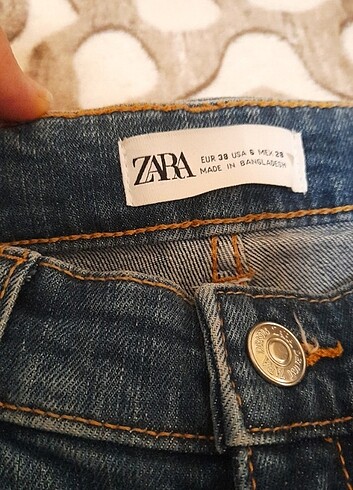 ZARA
EUR 38 USA 6 MEX 28
MADE IN BANGLADESH